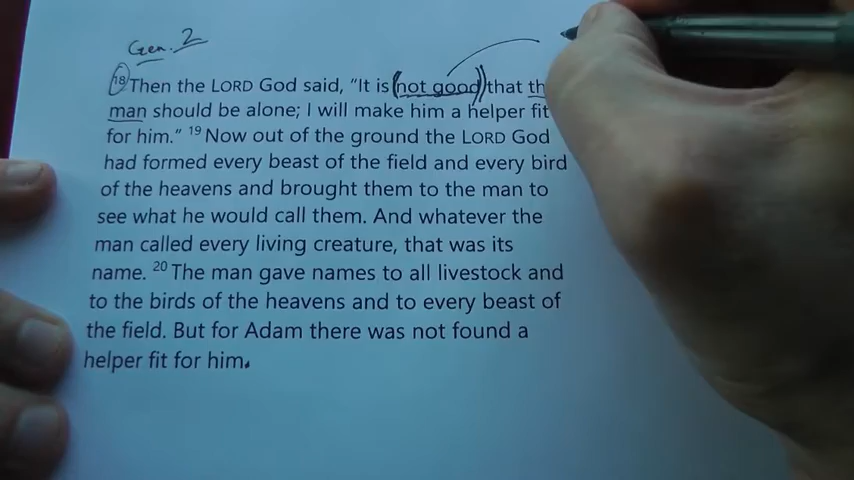 Gen. 2
18 Then the LORD God said, "It is not good that th
man should be alone; I will make him a helper fit
for him." 19 Now out of the ground the LORD God
had formed every beast of the field and every bird
of the heavens and brought them to the man to
see what he would call them. And whatever the
man called every living creature, that was its
name. 20 The man gave names to all livestock and
to the birds of the heavens and to every beast of
the field. But for Adam there was not found a
helper fit for him.